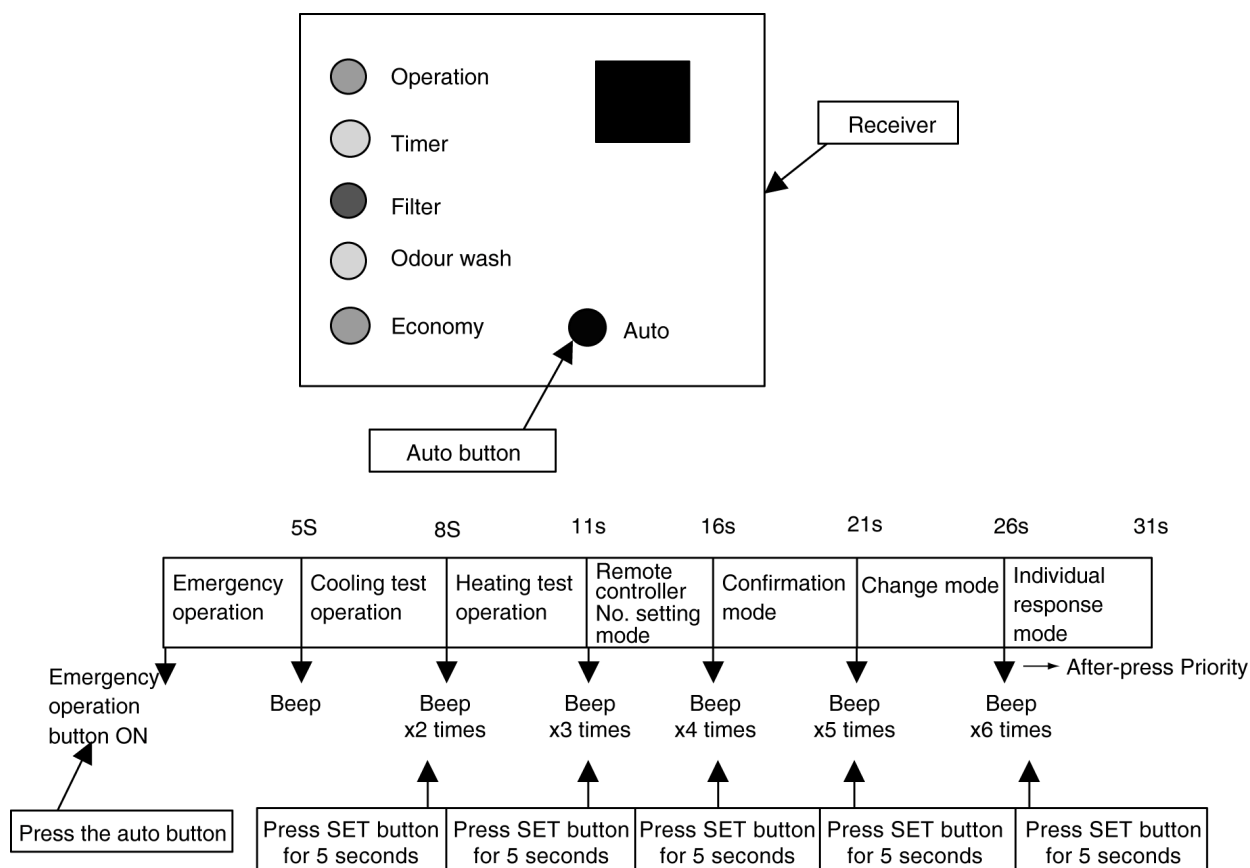 Operation
Timer
Filter
Odour wash
Economy
Auto
Receiver
Auto button
5S 8S 11s 16s 21s 26s 31s
Emergency
operation
Cooling test
operation
Heating test
operation
Remote
controller
No. setting
mode
Confirmation
mode
Change mode
Individual
response
mode
Emergency
operation
button ON
Beep
Beep
x2 times
Beep
x3 times
Beep
x4 times
Beep
x5 times
Beep
x6 times
After-press Priority
Press the auto button
Press SET button
for 5 seconds
Press SET button
for 5 seconds
Press SET button
for 5 seconds
Press SET button
for 5 seconds
Press SET button
for 5 seconds